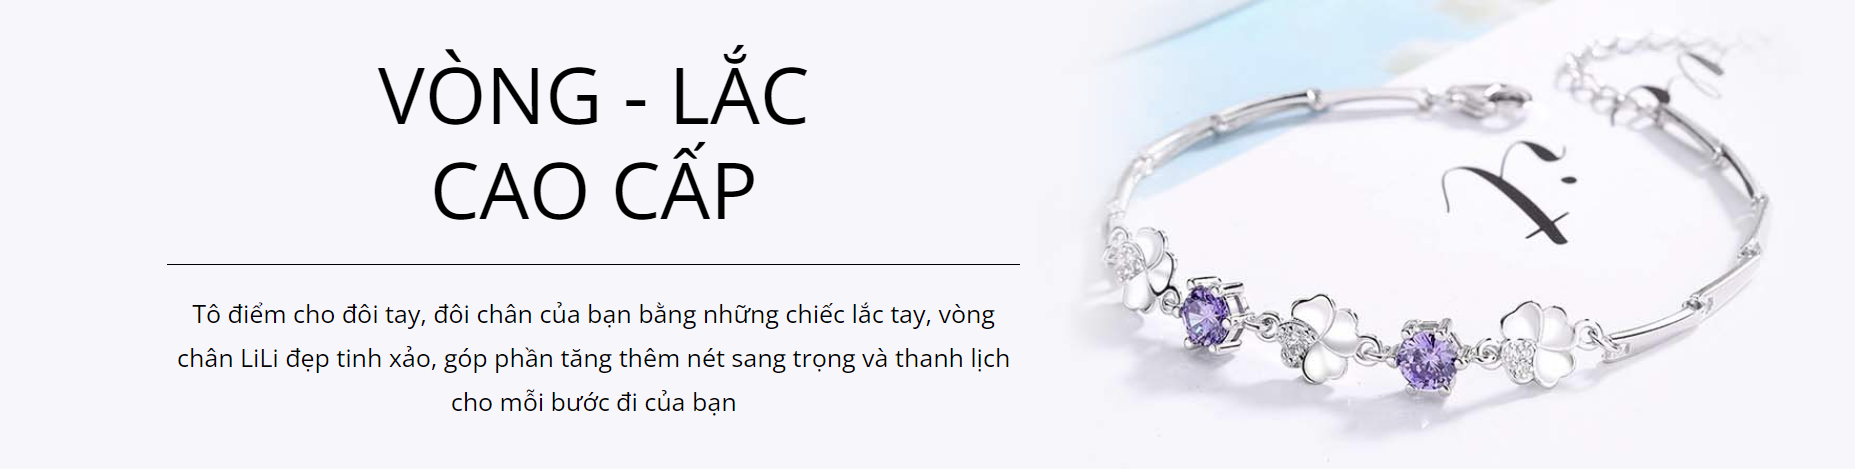 VÒNG - LẮC
CAO CẤP
Tô điểm cho đôi tay, đôi chân của bạn bằng những chiếc lắc tay, vòng
chân LiLi đẹp tinh xảo, góp phần tăng thêm nét sang trọng và thanh lịch
cho mỗi bước đi của bạn